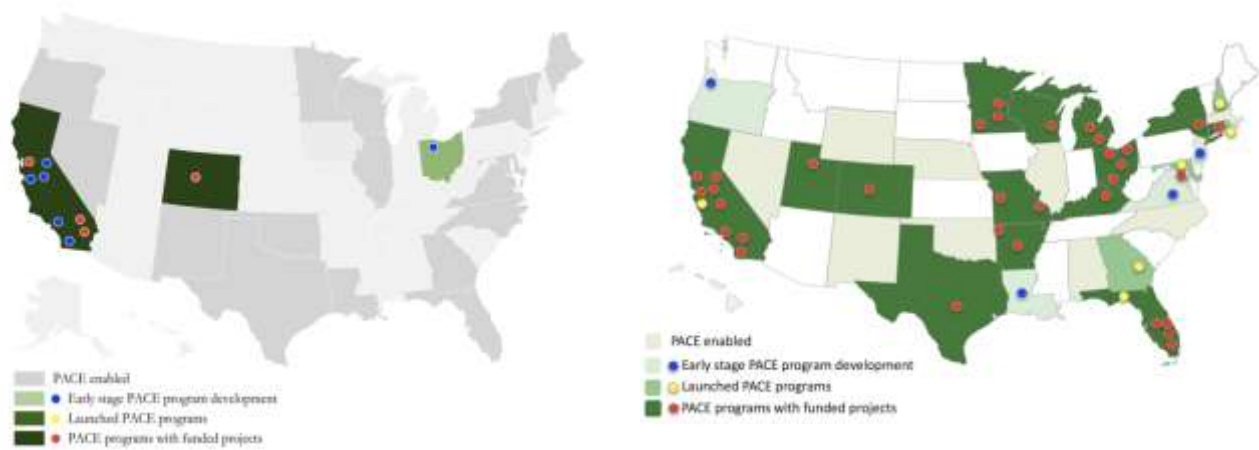 PACE enabled
Early stage PACE program development
Launched PACE programs
PACE programs with funded projects
PACE enabled
Early stage PACE program development
Launched PACE programs
PACE programs with funded projects